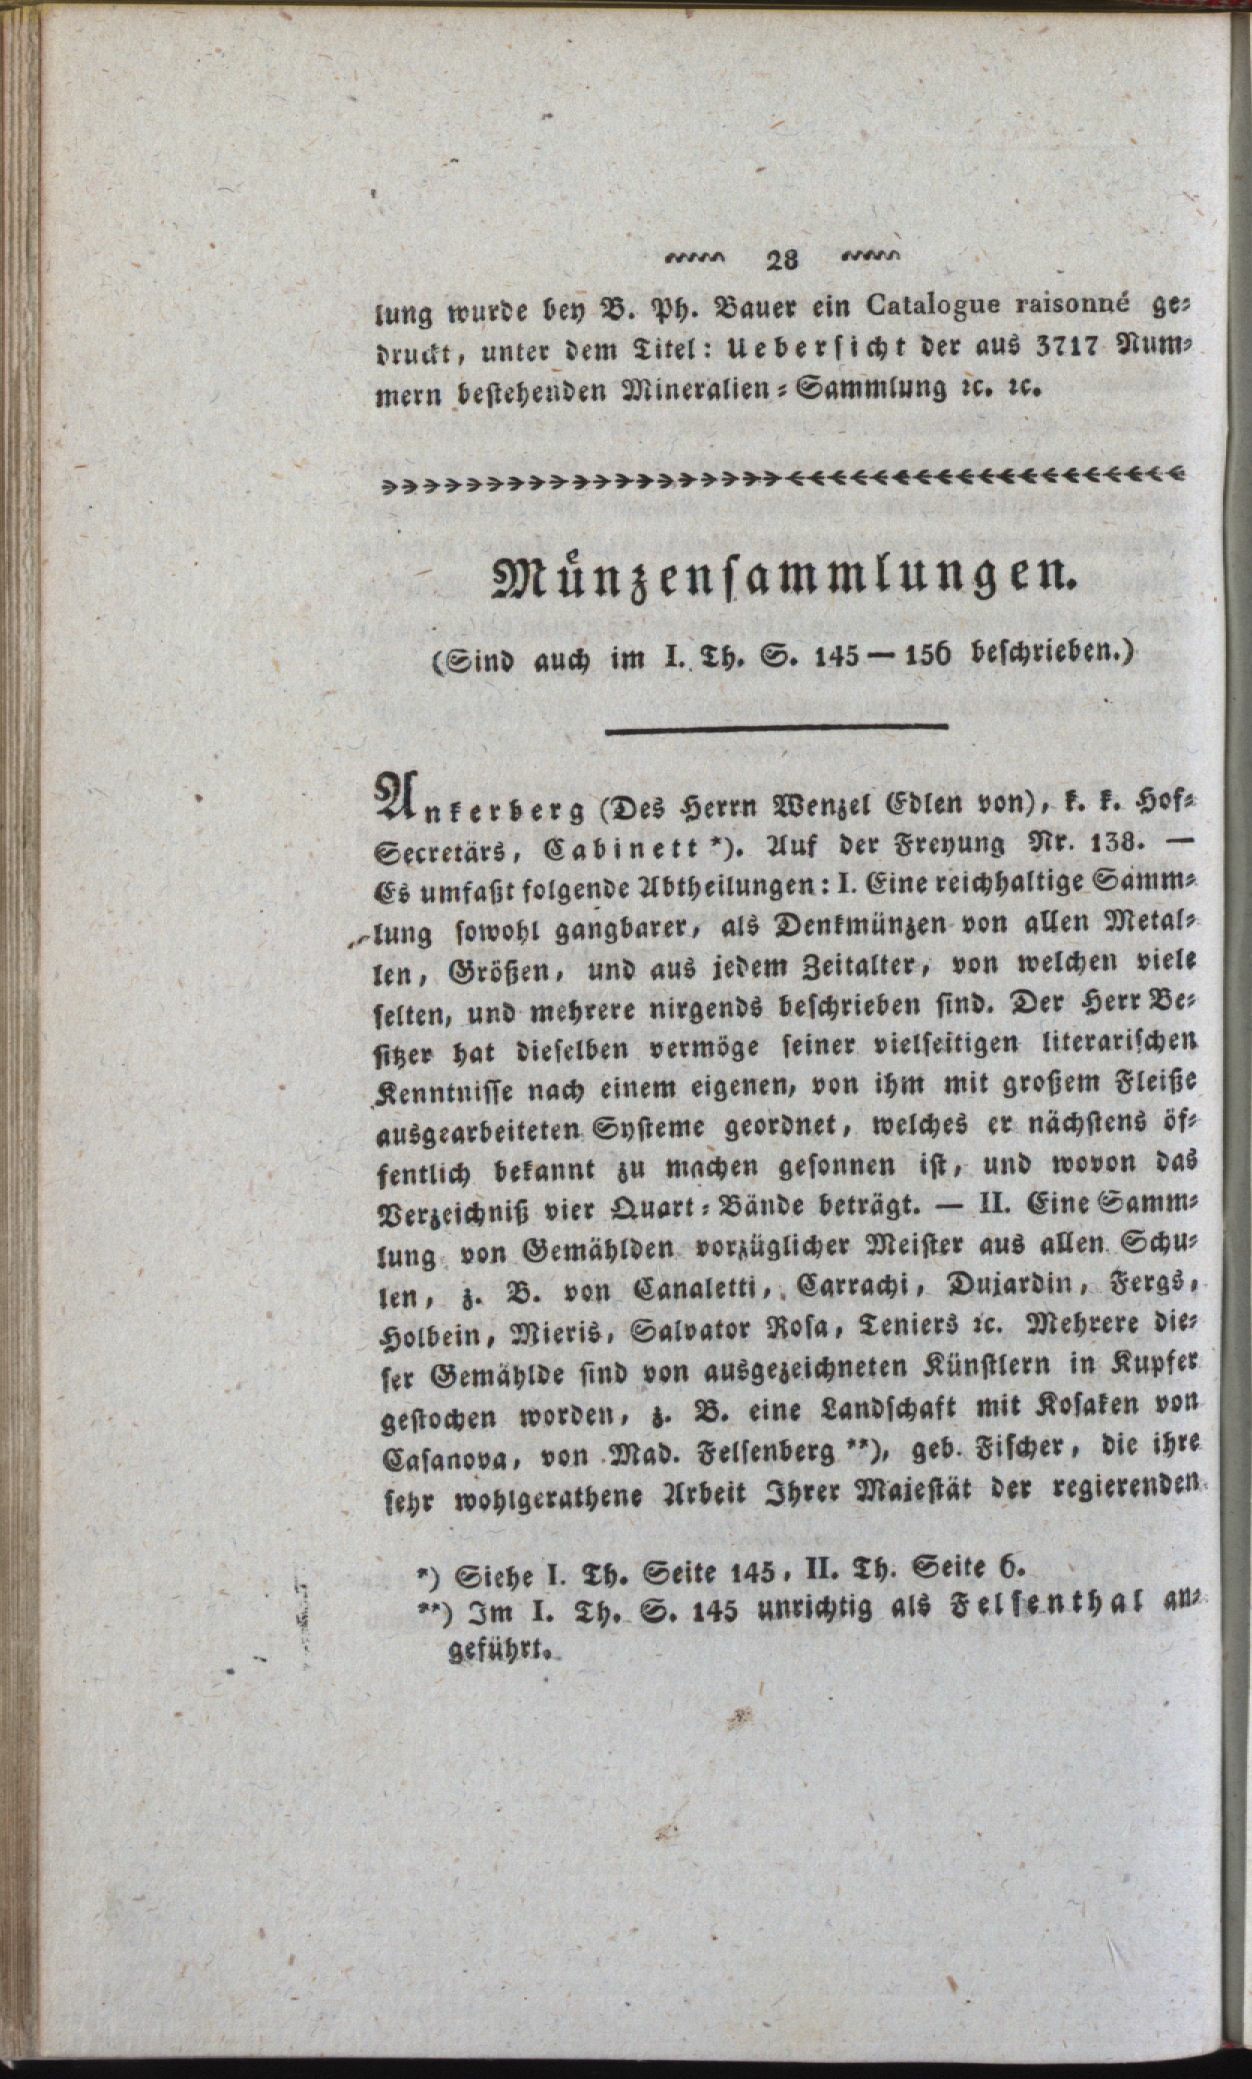 28
lung wurde bey B. Ph. Bauer ein Catalogue raisonné ge-
druckt, unter dem Titel: Uebersicht der aus 3717 Num-
mern bestehenden Mineralien-Sammlung ꝛc. ꝛc.
Muͤnzensammlungen.
(Sind auch im I. Th. S. 145 — 156 beschrieben.)
Ankerberg (Des Herrn Wenzel Edlen von), k. k. Hof-
Secretärs, Cabinett *). Auf der Freyung Nr. 138. —
Es umfaßt folgende Abtheilungen: I. Eine reichhaltige Samm-
lung sowohl gangbarer, als Denkmünzen von allen Metal-
len, Größen, und aus jedem Zeitalter, von welchen viele
selten, und mehrere nirgends beschrieben sind. Der Herr Be-
sitzer hat dieselben vermöge seiner vielseitigen literarischen
Kenntnisse nach einem eigenen, von ihm mit großem Fleiße
ausgearbeiteten Systeme geordnet, welches er nächstens öf-
fentlich bekannt zu machen gesonnen ist, und wovon das
Verzeichniß vier Quart-Bände beträgt. — II. Eine Samm-
lung von Gemählden vorzüglicher Meister aus allen Schu-
len, z. B. von Canaletti, Carrachi, Dujardin, Fergs,
Holbein, Mieris, Salvator Rosa, Teniers ꝛc. Mehrere die-
ser Gemählde sind von ausgezeichneten Künstlern in Kupfer
gestochen worden, z. B. eine Landschaft mit Kosaken von
Casanova, von Mad. Felsenberg **), geb. Fischer, die ihre
sehr wohlgerathene Arbeit Ihrer Majestät der regierenden
*) Siehe I. Th. Seite 145, II. Th. Seite 6.
**) Im I. Th. S. 145 unrichtig als Felsenthal an-
geführt.